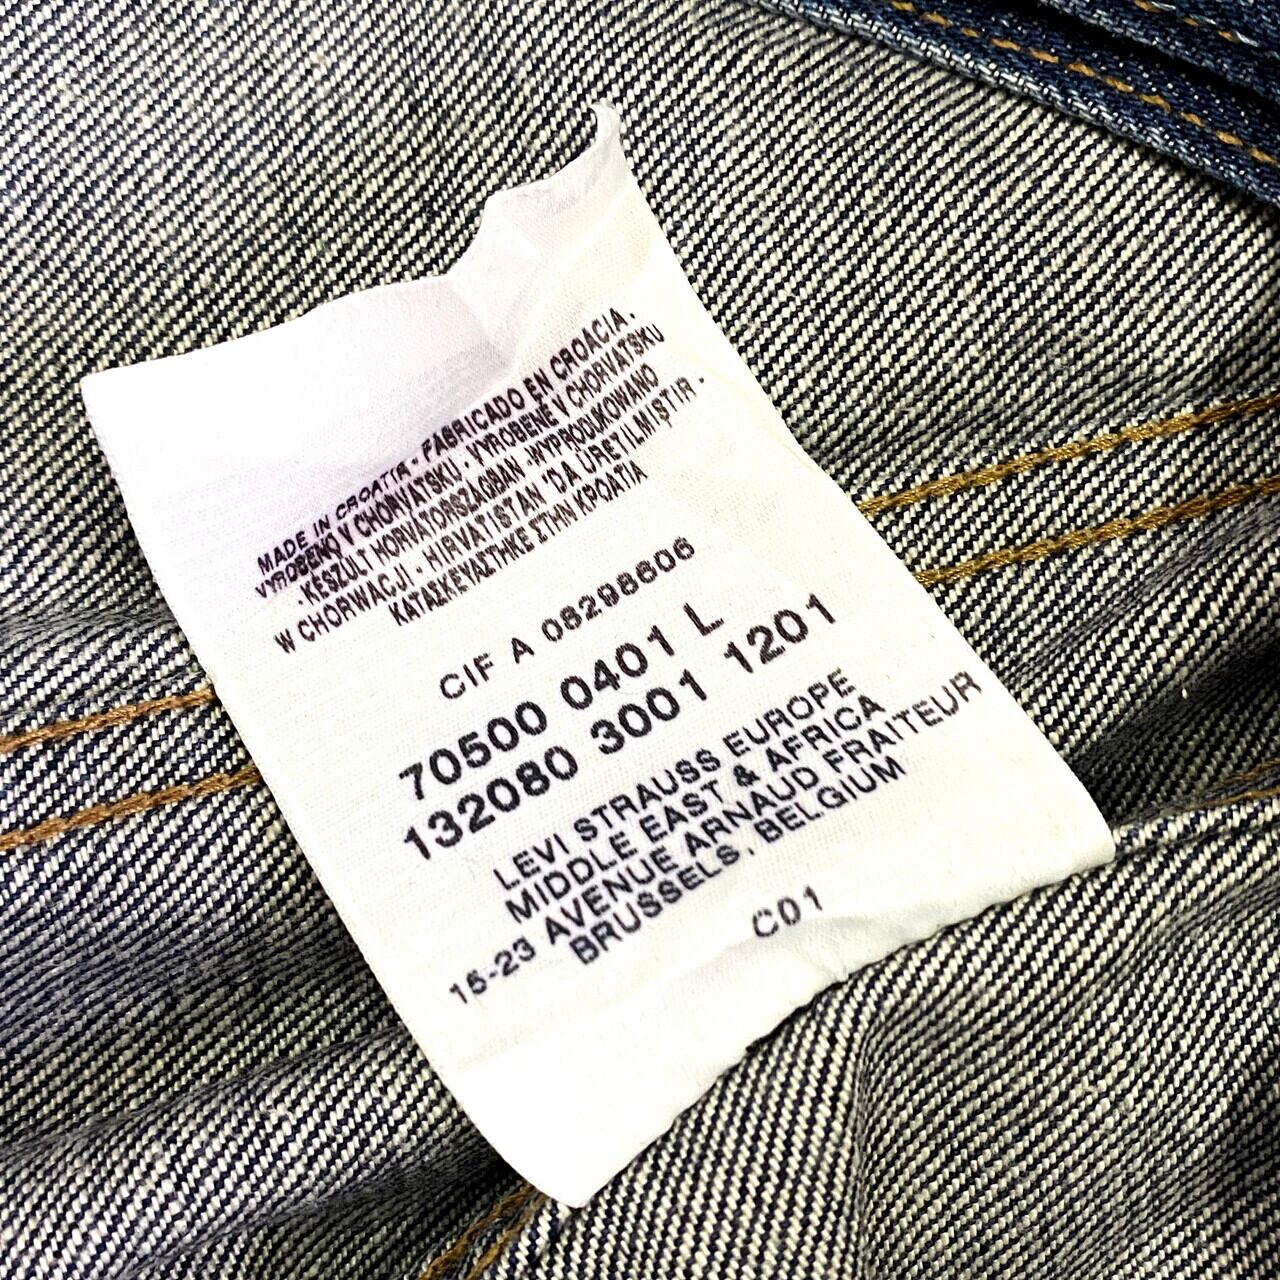 MADE IN CROATIA - FABRICADO EN CROACIA.
VYROBENO V CHORVATSKU. VYROBENÉ V CHORVATSKU
.KÉSZÜLT HORVÁTORSZÁGBAN .WYPRODUKOWANO
W CHORWACJI. HIRVATISTAN 'DA ÜRETILMIŞTIR.
ΚΑΤΑΣΚΕΥΑΣΤΗΚΕ ΣΤΗΝ ΚΡΟΑΤΙΑ
CIF A 08298606
70500 0401 L
132080 3001 1201
LEVI STRAUSS EUROPE
MIDDLE EAST & AFRICA
15-23 AVENUE ARNAUD FRAITEUR
BRUSSELS, BELGIUM
C01